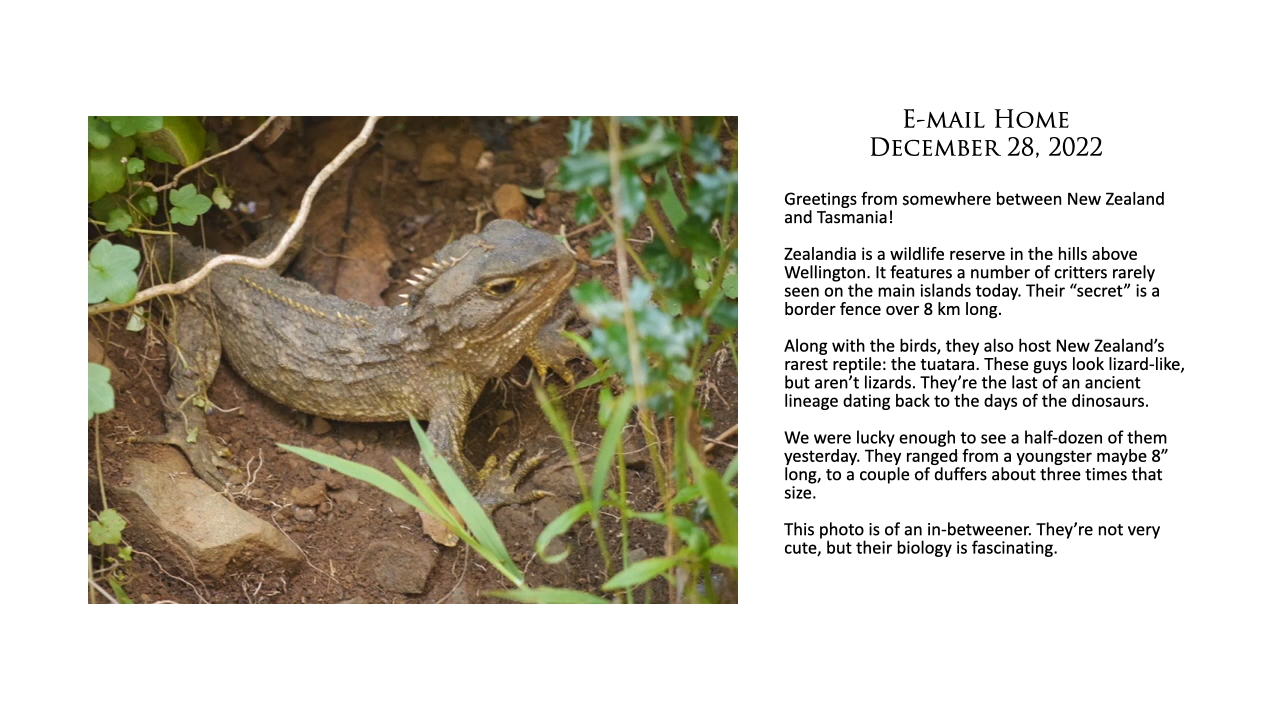 E-mail Home
December 28, 2022
Greetings from somewhere between New Zealand
and Tasmania!
Zealandia is a wildlife reserve in the hills above
Wellington. It features a number of critters rarely
seen on the main islands today. Their “secret” is a
border fence over 8 km long.
Along with the birds, they also host New Zealand’s
rarest reptile: the tuatara. These guys look lizard-like,
but aren’t lizards. They’re the last of an ancient
lineage dating back to the days of the dinosaurs.
We were lucky enough to see a half-dozen of them
yesterday. They ranged from a youngster maybe 8”
long, to a couple of duffers about three times that
size.
This photo is of an in-betweener. They’re not very
cute, but their biology is fascinating.